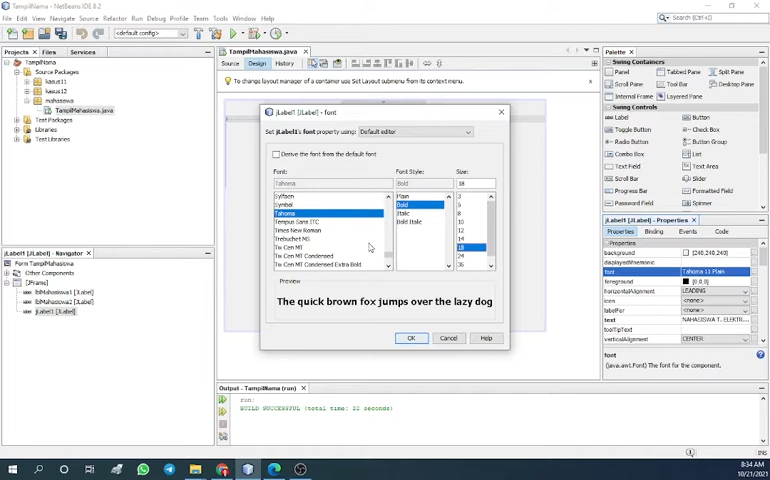 TampilNama - NetBeans IDE 8.2
File Edit View Navigate Source Refactor Run Debug Profile Team Tools Window Help
<default config>
Search (Ctrl+I)
Projects Files Services
TampilNama
Source Packages
kasus11
kasus12
mahasiswa
TampilMahasiswa.java
Test Packages
Libraries
Test Libraries
TampilMahasiswa.java
Source Design History
To change layout manager of a container use Set Layout submenu from its context menu.
jLabel1 [JLabel] - font
Set jLabel1's font property using: Default editor
Derive the font from the default font
Font: Font Style: Size:
Tahoma Bold 18
Sylfaen Plain 3
Symbol Bold 5
Tahoma Italic 8
Tempus Sans ITC Bold Italic 10
Times New Roman 12
Trebuchet MS 14
Tw Cen MT 18
Tw Cen MT Condensed 24
Tw Cen MT Condensed Extra Bold 36
Preview
The quick brown fox jumps over the lazy dog
OK Cancel Help
Palette
Swing Containers
Panel Tabbed Pane Split Pane
Scroll Pane Tool Bar Desktop Pane
Internal Frame Layered Pane
Swing Controls
Label Button
Toggle Button Check Box
Radio Button Button Group
Combo Box List
Text Field Text Area
Scroll Bar Slider
Progress Bar Formatted Field
Password Field Spinner
jLabel1 [JLabel] - Properties
Properties Binding Events Code
Properties
background [240,240,240]
displayedMnemonic
font Tahoma 11 Plain
foreground [0,0,0]
horizontalAlignment LEADING
icon <none>
labelFor <none>
text MAHASISWA T. ELEKTR
toolTipText
verticalAlignment CENTER
font
(java.awt.Font) The font for the component.
jLabel1 [JLabel] - Navigator
Form TampilMahasiswa
Other Components
[JFrame]
lblMahasiswa1 [JLabel]
lblMahasiswa2 [JLabel]
jLabel1 [JLabel]
Output - TampilNama (run)
run:
BUILD SUCCESSFUL (total time: 22 seconds)
INS
8:34 AM
10/21/2021